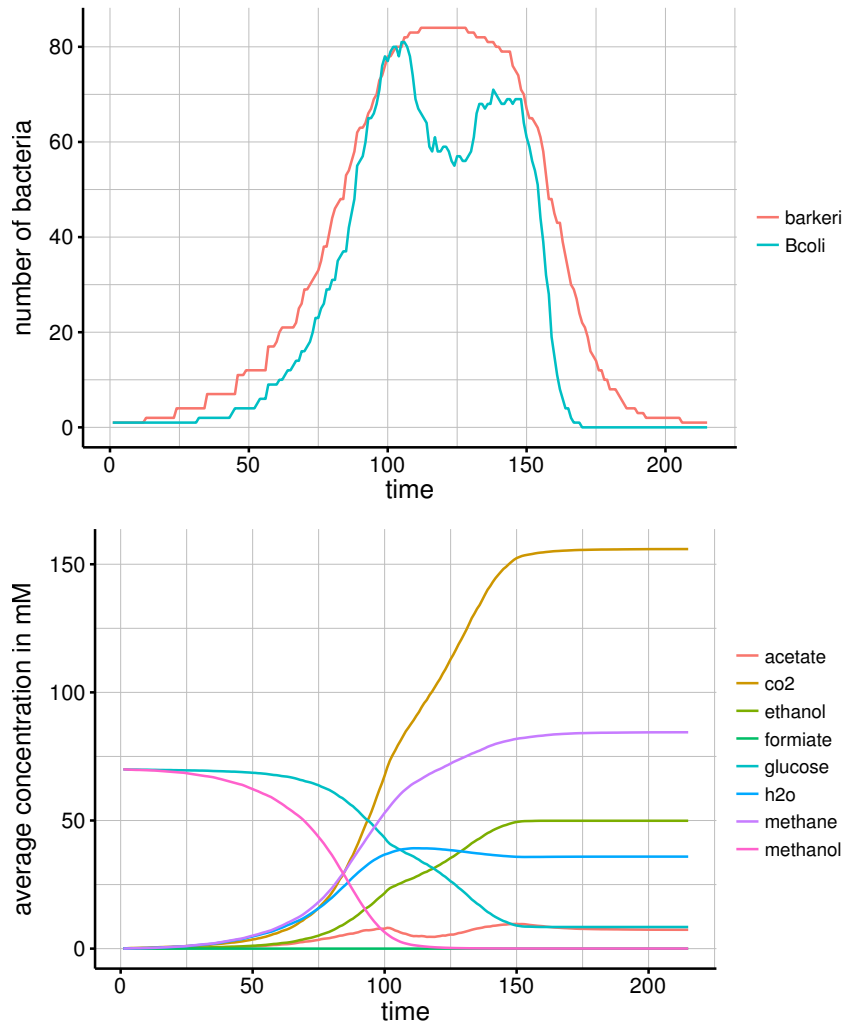 number of bacteria
80
60
40
20
0
0 50 100 150 200
time
barkeri
Bcoli
average concentration in mM
150
100
50
0
0 50 100 150 200
time
acetate
co2
ethanol
formiate
glucose
h2o
methane
methanol